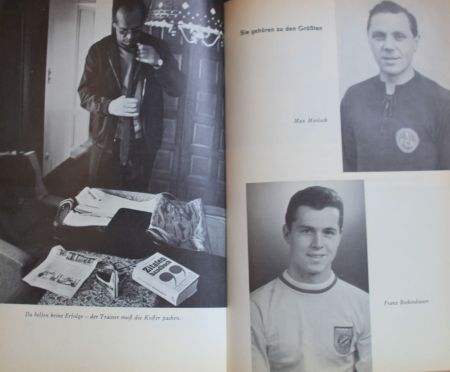 Da helfen keine Erfolge – der Trainer muß die Koffer packen.
Zitaten
Sie gehören zu den Größten
Max Morlock
Franz Beckenbauer